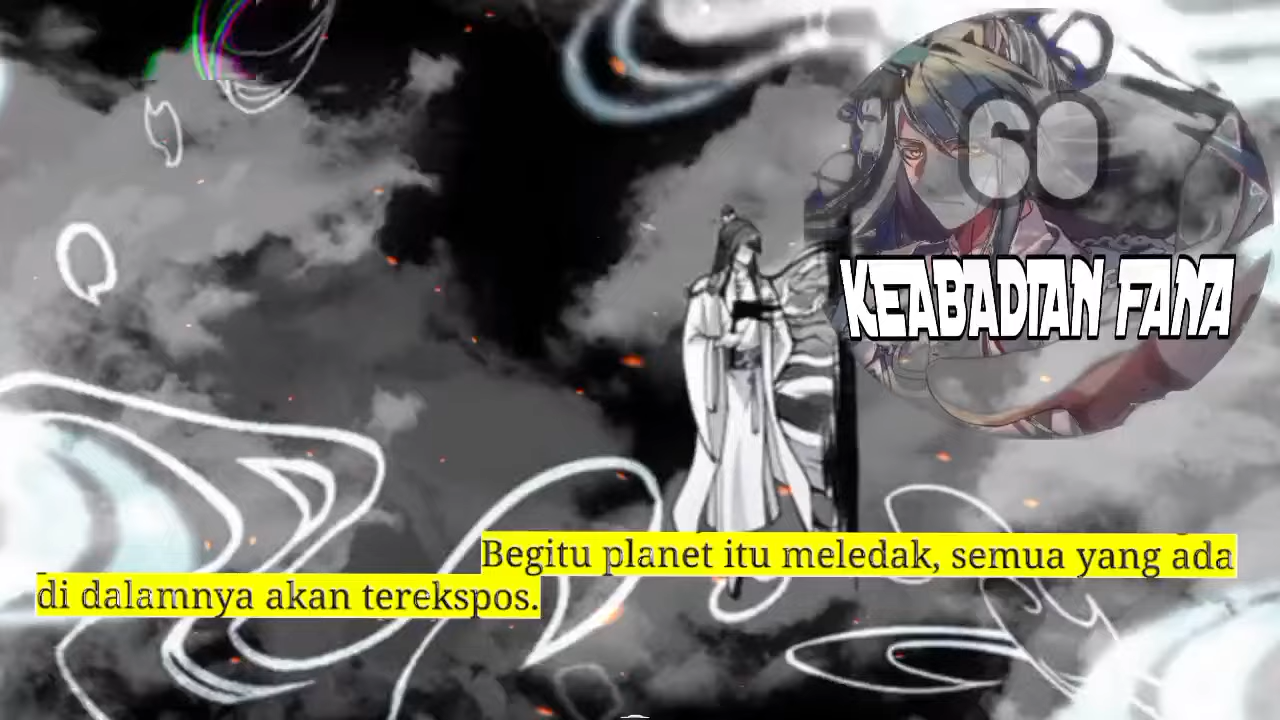 60
KEABADIAN FANA
Begitu planet itu meledak, semua yang ada
di dalamnya akan terekspos.